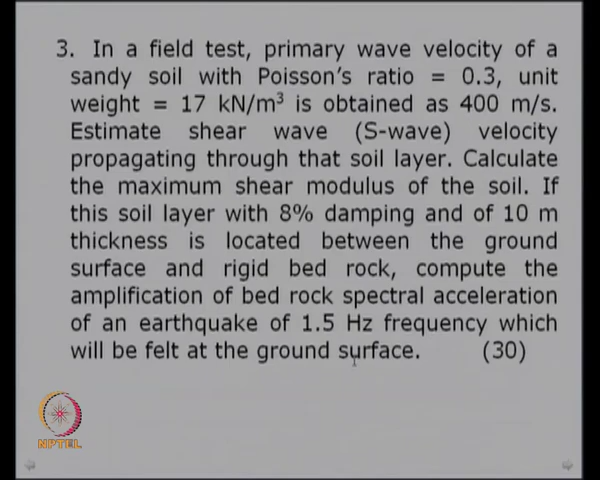 3. In a field test, primary wave velocity of a
sandy soil with Poisson's ratio = 0.3, unit
weight = 17 kN/m³ is obtained as 400 m/s.
Estimate shear wave (S-wave) velocity
propagating through that soil layer. Calculate
the maximum shear modulus of the soil. If
this soil layer with 8% damping and of 10 m
thickness is located between the ground
surface and rigid bed rock, compute the
amplification of bed rock spectral acceleration
of an earthquake of 1.5 Hz frequency which
will be felt at the ground surface. (30)
NPTEL